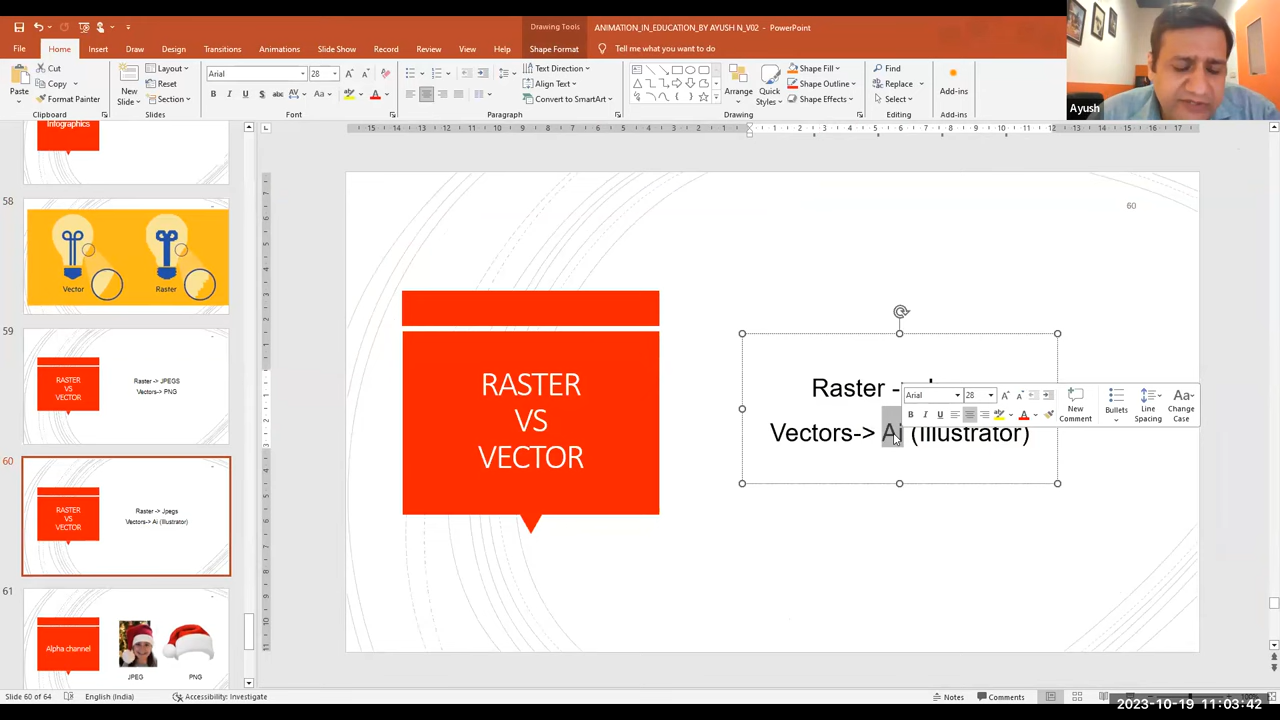 Drawing Tools
ANIMATION_IN_EDUCATION_BY AYUSH N_V02 - PowerPoint
File Home Insert Draw Design Transitions Animations Slide Show Record Review View Help Shape Format Tell me what you want to do
Paste
Cut
Copy
Format Painter
Clipboard
New Slide
Layout
Reset
Section
Slides
Arial 28
Font
Text Direction
Align Text
Convert to SmartArt
Paragraph
Arrange
Quick Styles
Shape Fill
Shape Outline
Shape Effects
Drawing
Find
Replace
Select
Editing
Add-ins
Add-ins
Ayush
Infographics
58
Vector
Raster
59
RASTER
VS
VECTOR
Raster -> JPEGS
Vectors-> PNG
60
RASTER
VS
VECTOR
Raster -> Jpegs
Vectors-> Ai (Illustrator)
61
Alpha channel
JPEG
PNG
60
RASTER
VS
VECTOR
Raster -
Vectors-> Ai (Illustrator)
Arial 28
New Comment
Bullets
Line Spacing
Change Case
Slide 60 of 64
English (India)
Accessibility: Investigate
Notes
Comments
2023-10-19 11:03:42